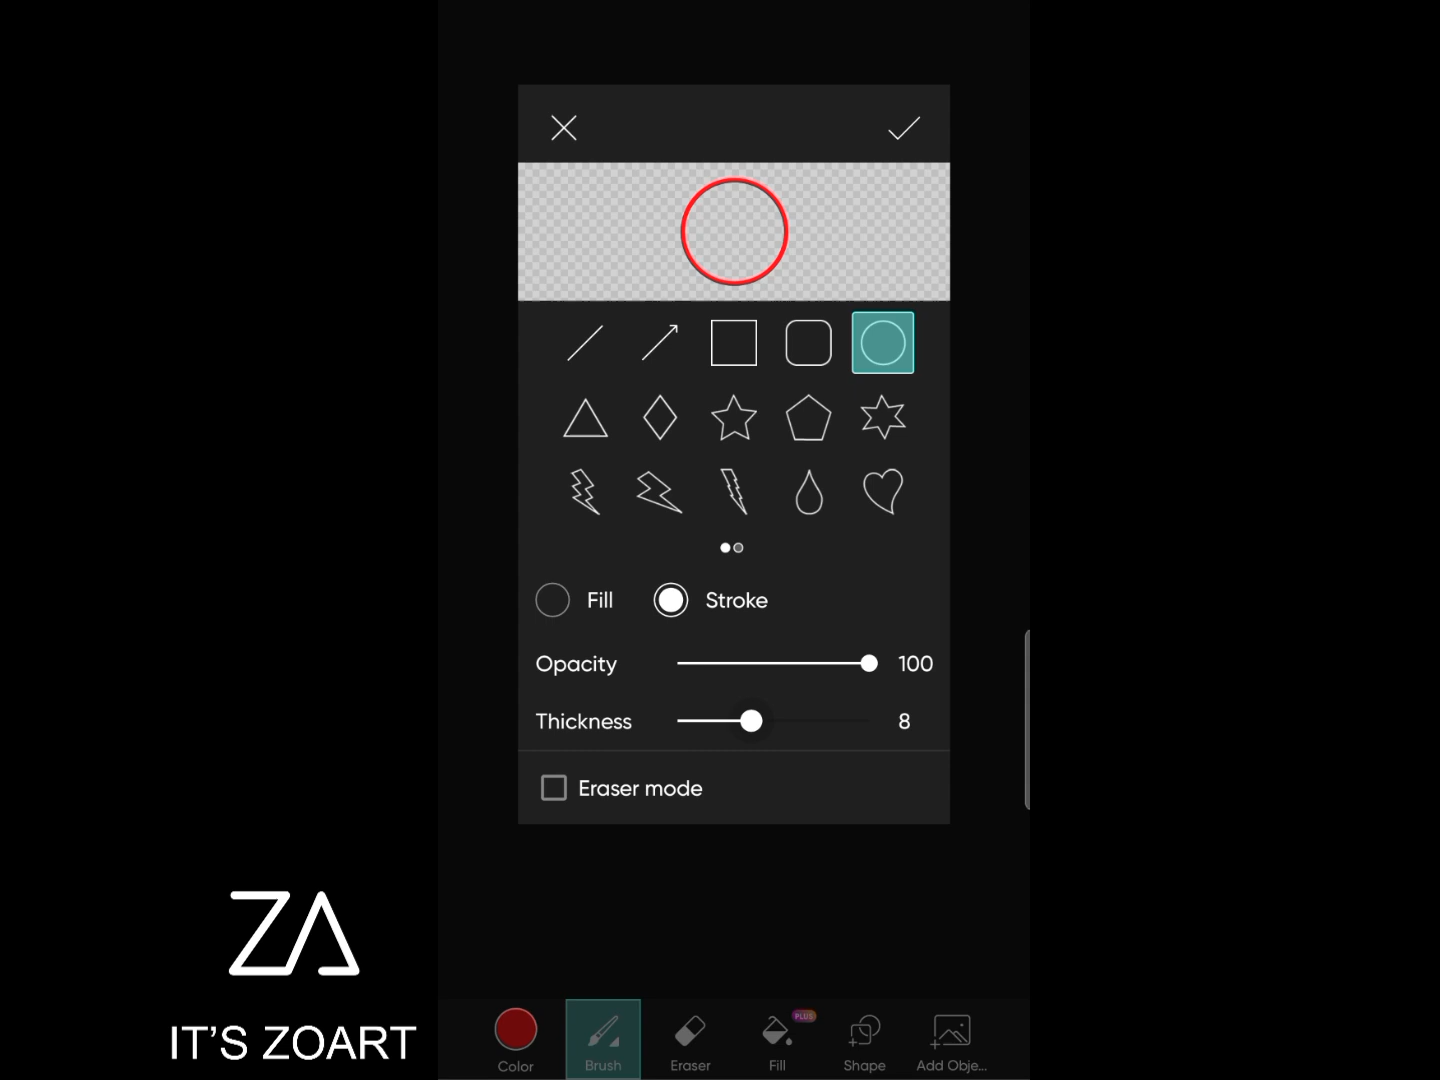 Fill
Stroke
Opacity
100
Thickness
8
Eraser mode
ZA
IT'S ZOART
PLUS
Color
Brush
Eraser
Fill
Shape
Add Obje...